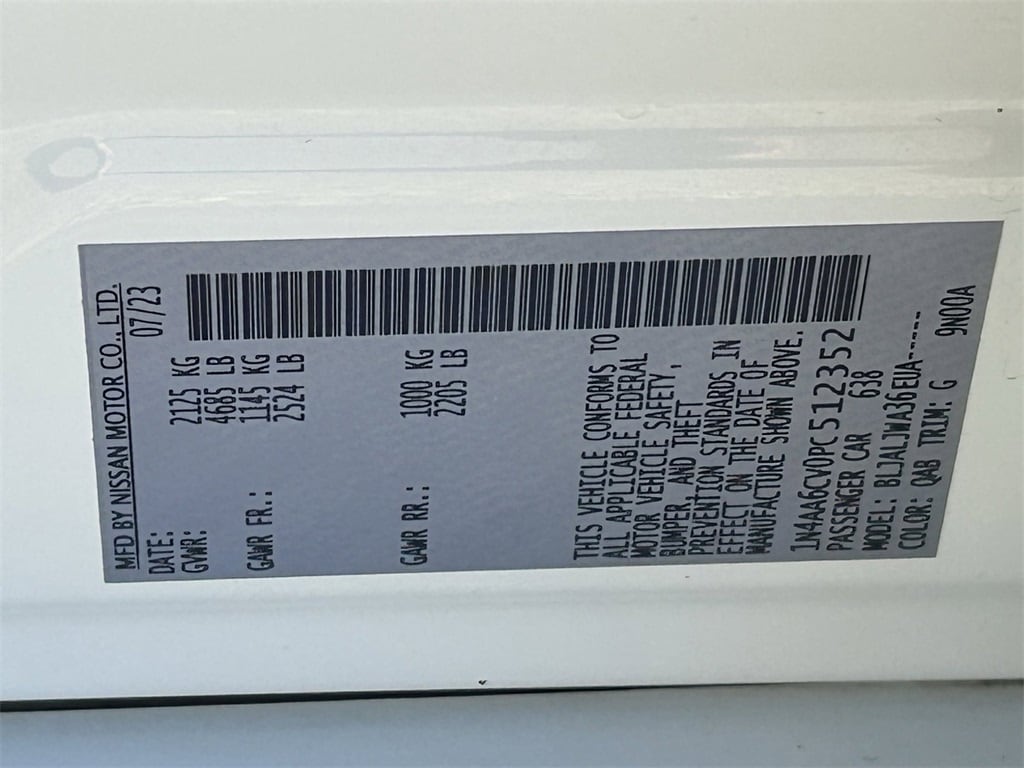 MFD BY NISSAN MOTOR CO., LTD.
DATE: 07/23
GVWR: 2125 KG
4685 LB
GAWR FR.: 1145 KG
2524 LB
GAWR RR.: 1000 KG
2205 LB
THIS VEHICLE CONFORMS TO
ALL APPLICABLE FEDERAL
MOTOR VEHICLE SAFETY,
BUMPER, AND THEFT
PREVENTION STANDARDS IN
EFFECT ON THE DATE OF
MANUFACTURE SHOWN ABOVE.
1N4AA6CV0PC512352
PASSENGER CAR 638
MODEL: BLJALJWA36EUA-----
COLOR: QAB TRIM: G 9N00A